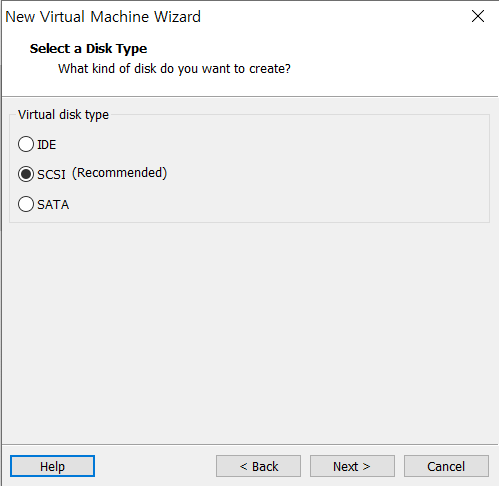 New Virtual Machine Wizard
Select a Disk Type
What kind of disk do you want to create?
Virtual disk type
IDE
SCSI (Recommended)
SATA
Help < Back Next > Cancel